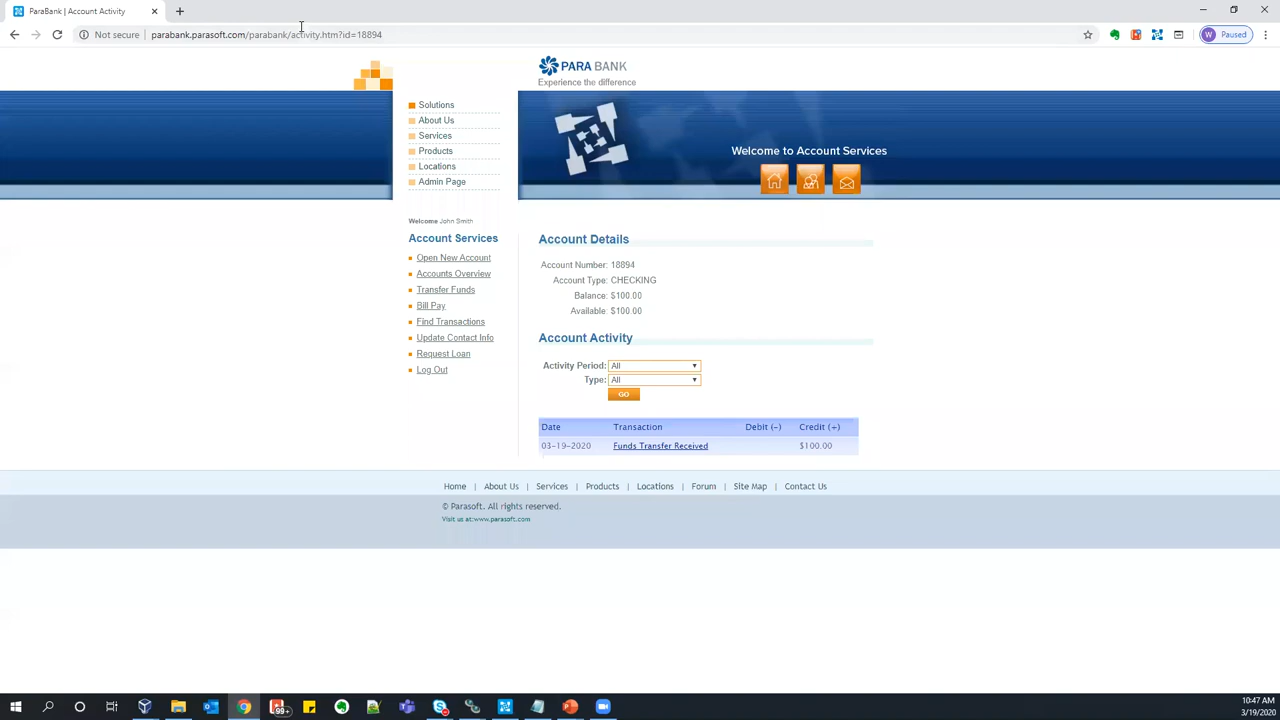 ParaBank | Account Activity
Not secure | parabank.parasoft.com/parabank/activity.htm?id=18894
W Paused
PARA BANK
Experience the difference
Solutions
About Us
Services
Products
Locations
Admin Page
Welcome to Account Services
Welcome John Smith
Account Services
Open New Account
Accounts Overview
Transfer Funds
Bill Pay
Find Transactions
Update Contact Info
Request Loan
Log Out
Account Details
Account Number: 18894
Account Type: CHECKING
Balance: $100.00
Available: $100.00
Account Activity
Activity Period: All
Type: All
GO
Date Transaction Debit (-) Credit (+)
03-19-2020 Funds Transfer Received $100.00
Home | About Us | Services | Products | Locations | Forum | Site Map | Contact Us
© Parasoft. All rights reserved.
Visit us at:www.parasoft.com
99+
10:47 AM
3/19/2020